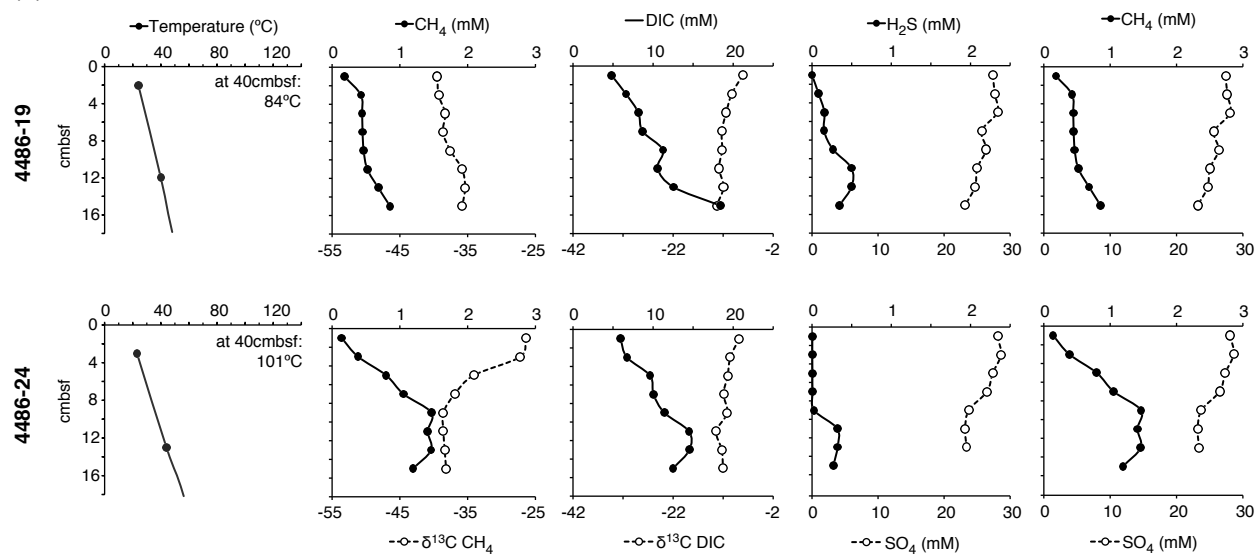 Temperature (ºC) CH4 (mM) DIC (mM) H2S (mM) CH4 (mM)
0 40 80 120 0 1 2 3 0 10 20 0 1 2 0 1 2 3
4486-19
cmbsf
0
4
8
12
16
at 40cmbsf:
84ºC
-55 -45 -35 -25 -42 -22 -2 0 10 20 30 0 10 20 30
0 40 80 120 0 1 2 3 0 10 20 0 1 2 0 1 2 3
4486-24
cmbsf
0
4
8
12
16
at 40cmbsf:
101ºC
-55 -45 -35 -25 -42 -22 -2 0 10 20 30 0 10 20 30
δ13C CH4 δ13C DIC SO4 (mM) SO4 (mM)